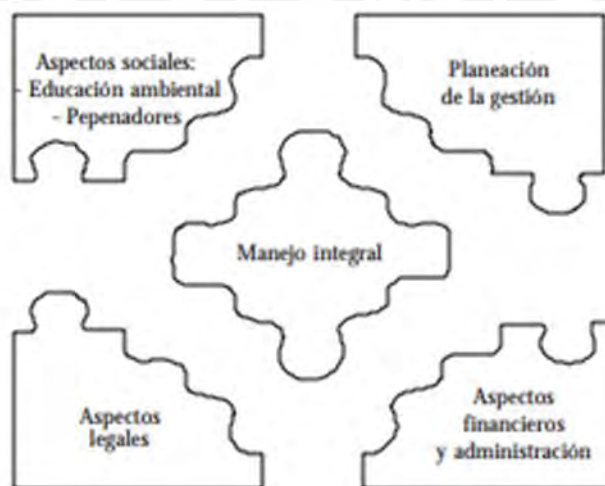 Aspectos sociales:
- Educación ambiental
- Pepenadores
Planeación
de la gestión
Manejo integral
Aspectos
legales
Aspectos
financieros
y administración